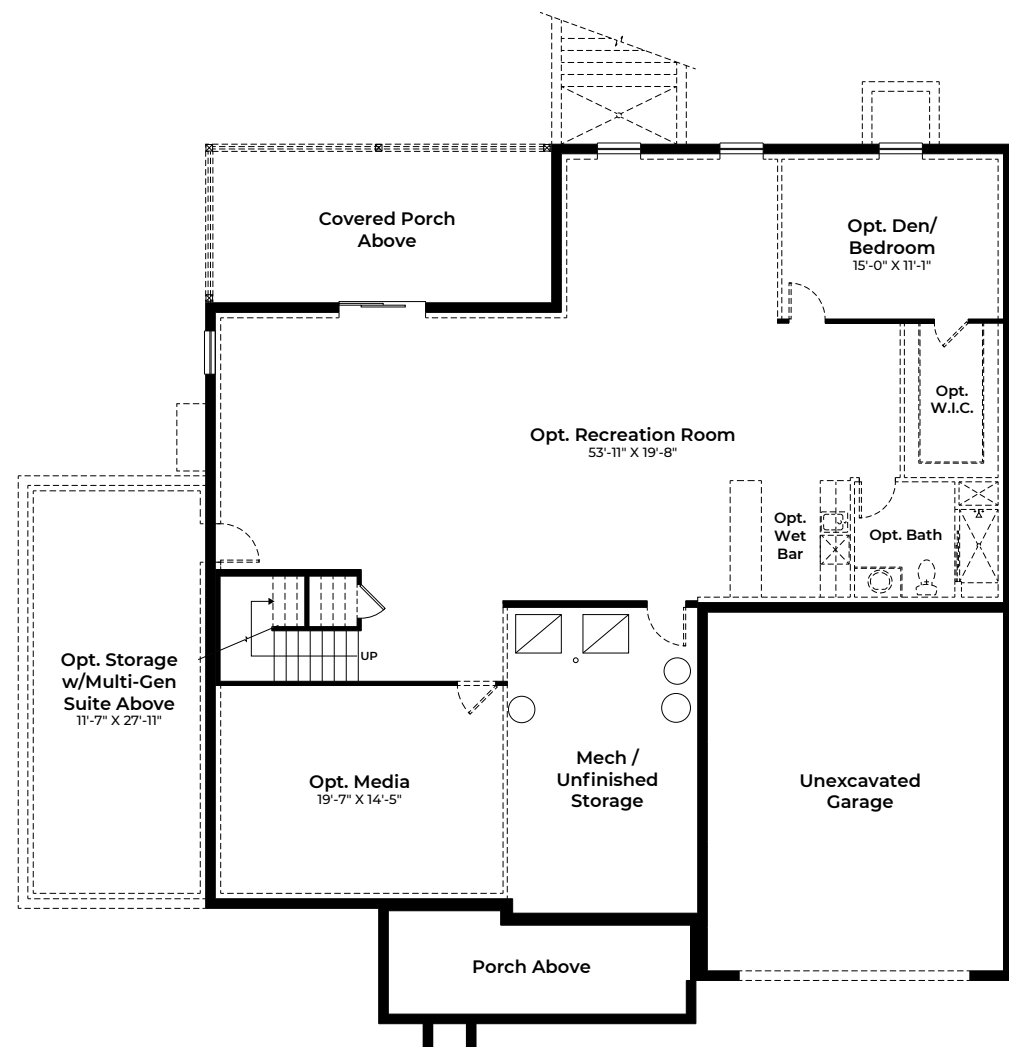 Covered Porch
Above
Opt. Den/
Bedroom
15'-0" X 11'-1"
Opt.
W.I.C.
Opt. Recreation Room
53'-11" X 19'-8"
Opt.
Wet
Bar
Opt. Bath
UP
Opt. Storage
w/Multi-Gen
Suite Above
11'-7" X 27'-11"
Opt. Media
19'-7" X 14'-5"
Mech /
Unfinished
Storage
Unexcavated
Garage
Porch Above